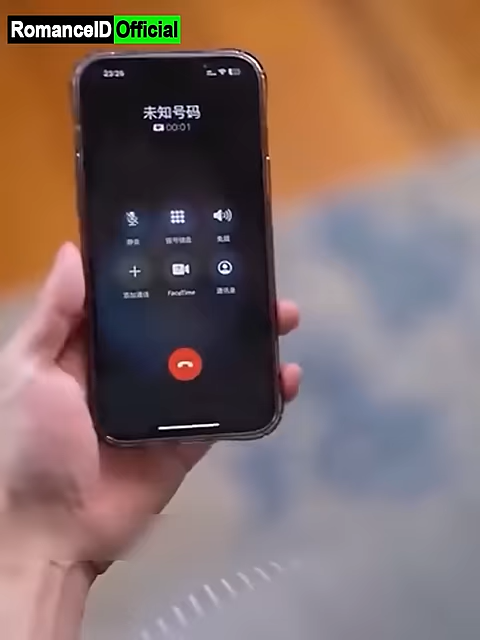 RomanceID Official
23:29
未知号码
00:01
静音
拨号键盘
免提
添加通话
FaceTime
通讯录